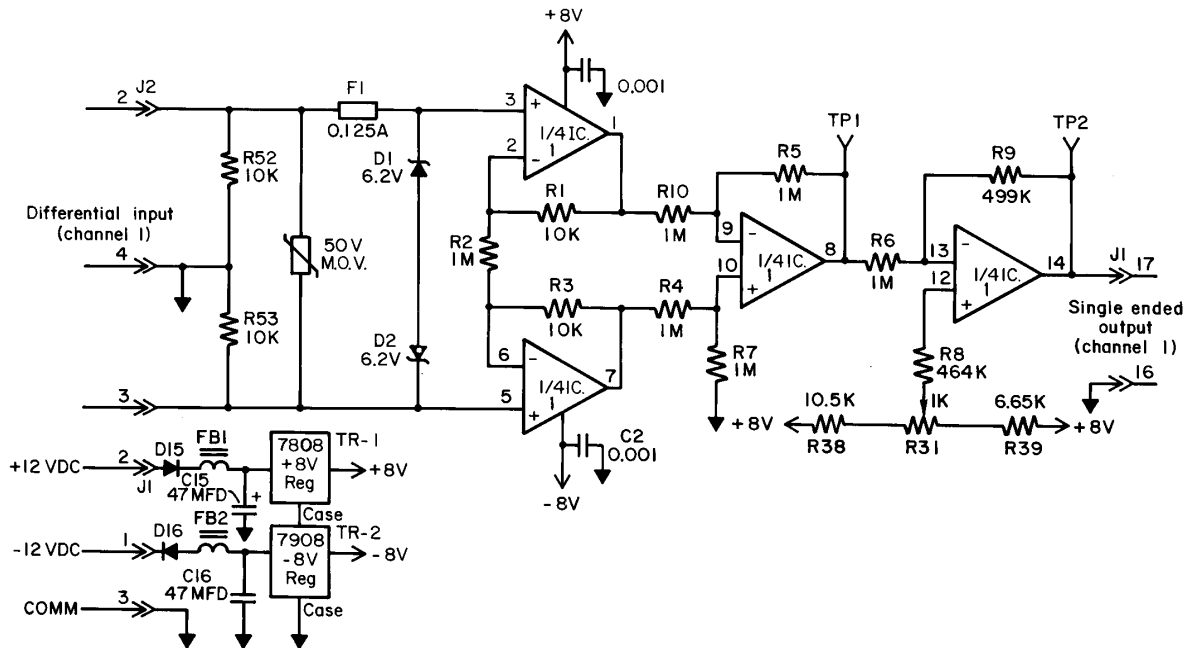 +8V
0.001
2 J2
F1
0.125A
3 +
1/4 IC.
1
1
2 -
TP1
TP2
R52
10K
D1
6.2V
R5
1M
R9
499K
Differential input
(channel 1)
4
R1
10K
R10
1M
9 -
1/4 IC.
1
8
10
+
R6
1M
13 -
12
+
1/4 IC.
1
14
J1
17
50V
M.O.V.
R2
1M
R3
10K
R4
1M
Single ended
output
(channel 1)
16
R53
10K
D2
6.2V
6 -
1/4 IC.
1
7
5 +
R7
1M
+8V
R8
464K
10.5K
R38
1K
R31
6.65K
R39
+8V
3
C2
0.001
-8V
+12 VDC
2
J1
D15
FB1
C15
47MFD
+
7808
+8V
Reg
TR-1
+8V
Case
-12 VDC
1
D16
FB2
C16
47MFD
7908
-8V
Reg
TR-2
-8V
Case
COMM
3